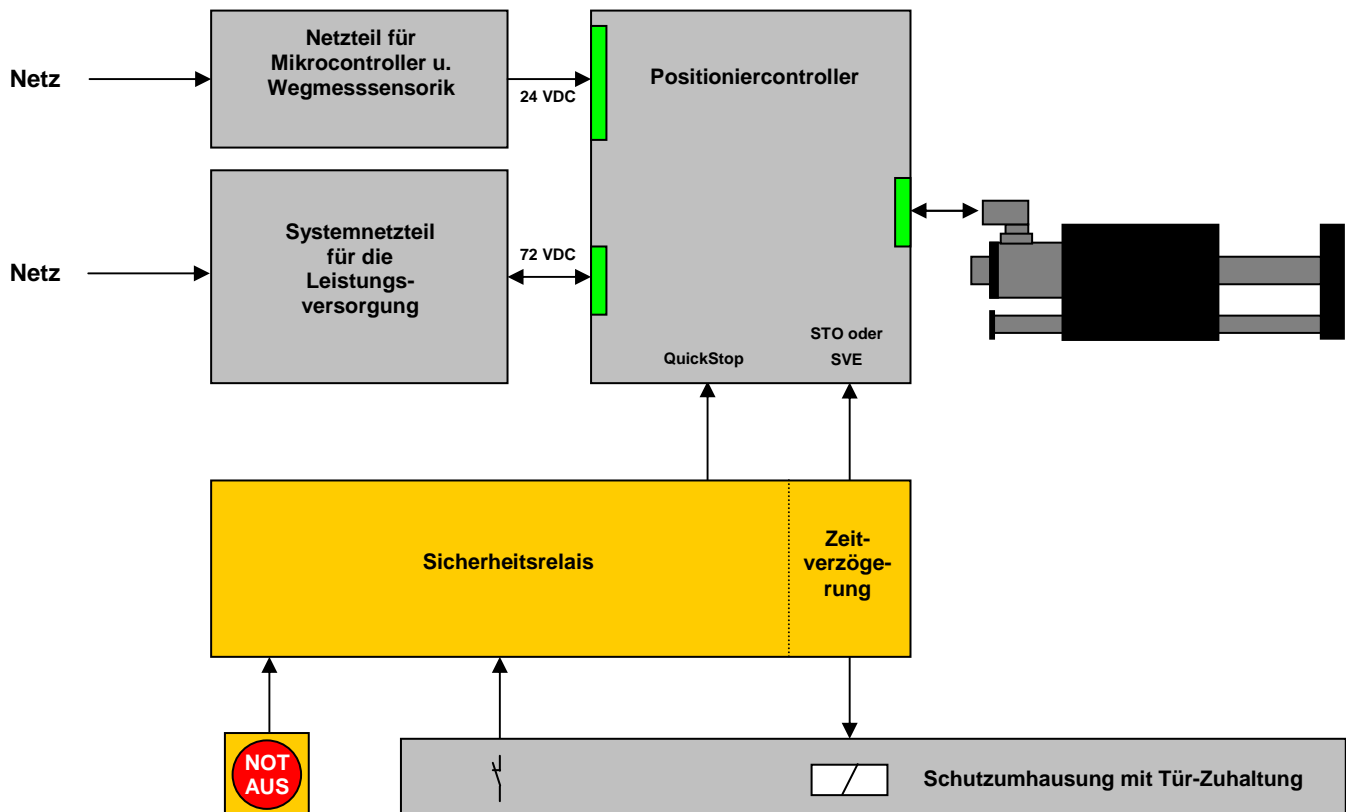 Netz
Netzteil für
Mikrocontroller u.
Wegmesssensorik
24 VDC
Positioniercontroller
Netz
Systemnetzteil
für die
Leistungs-
versorgung
72 VDC
QuickStop
STO oder
SVE
Sicherheitsrelais
Zeit-
verzöge-
rung
NOT
AUS
Schutzumhausung mit Tür-Zuhaltung